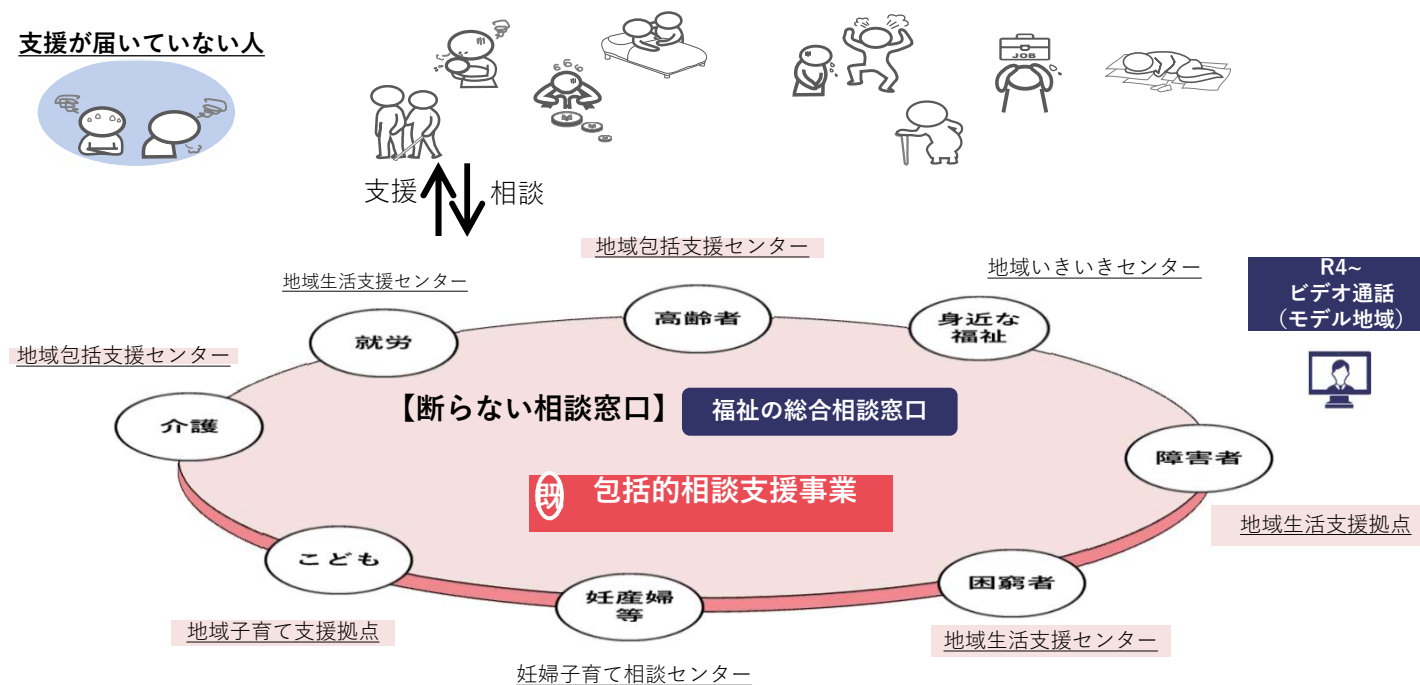 支援が届いていない人
JOB
支援
相談
地域包括支援センター
地域生活支援センター
地域いきいきセンター
R4~
ビデオ通話
(モデル地域)
高齢者
身近な
福祉
就労
地域包括支援センター
介護
【断らない相談窓口】
福祉の総合相談窓口
障害者
既 包括的相談支援事業
地域生活支援拠点
こども
困窮者
妊産婦
等
地域子育て支援拠点
地域生活支援センター
妊婦子育て相談センター